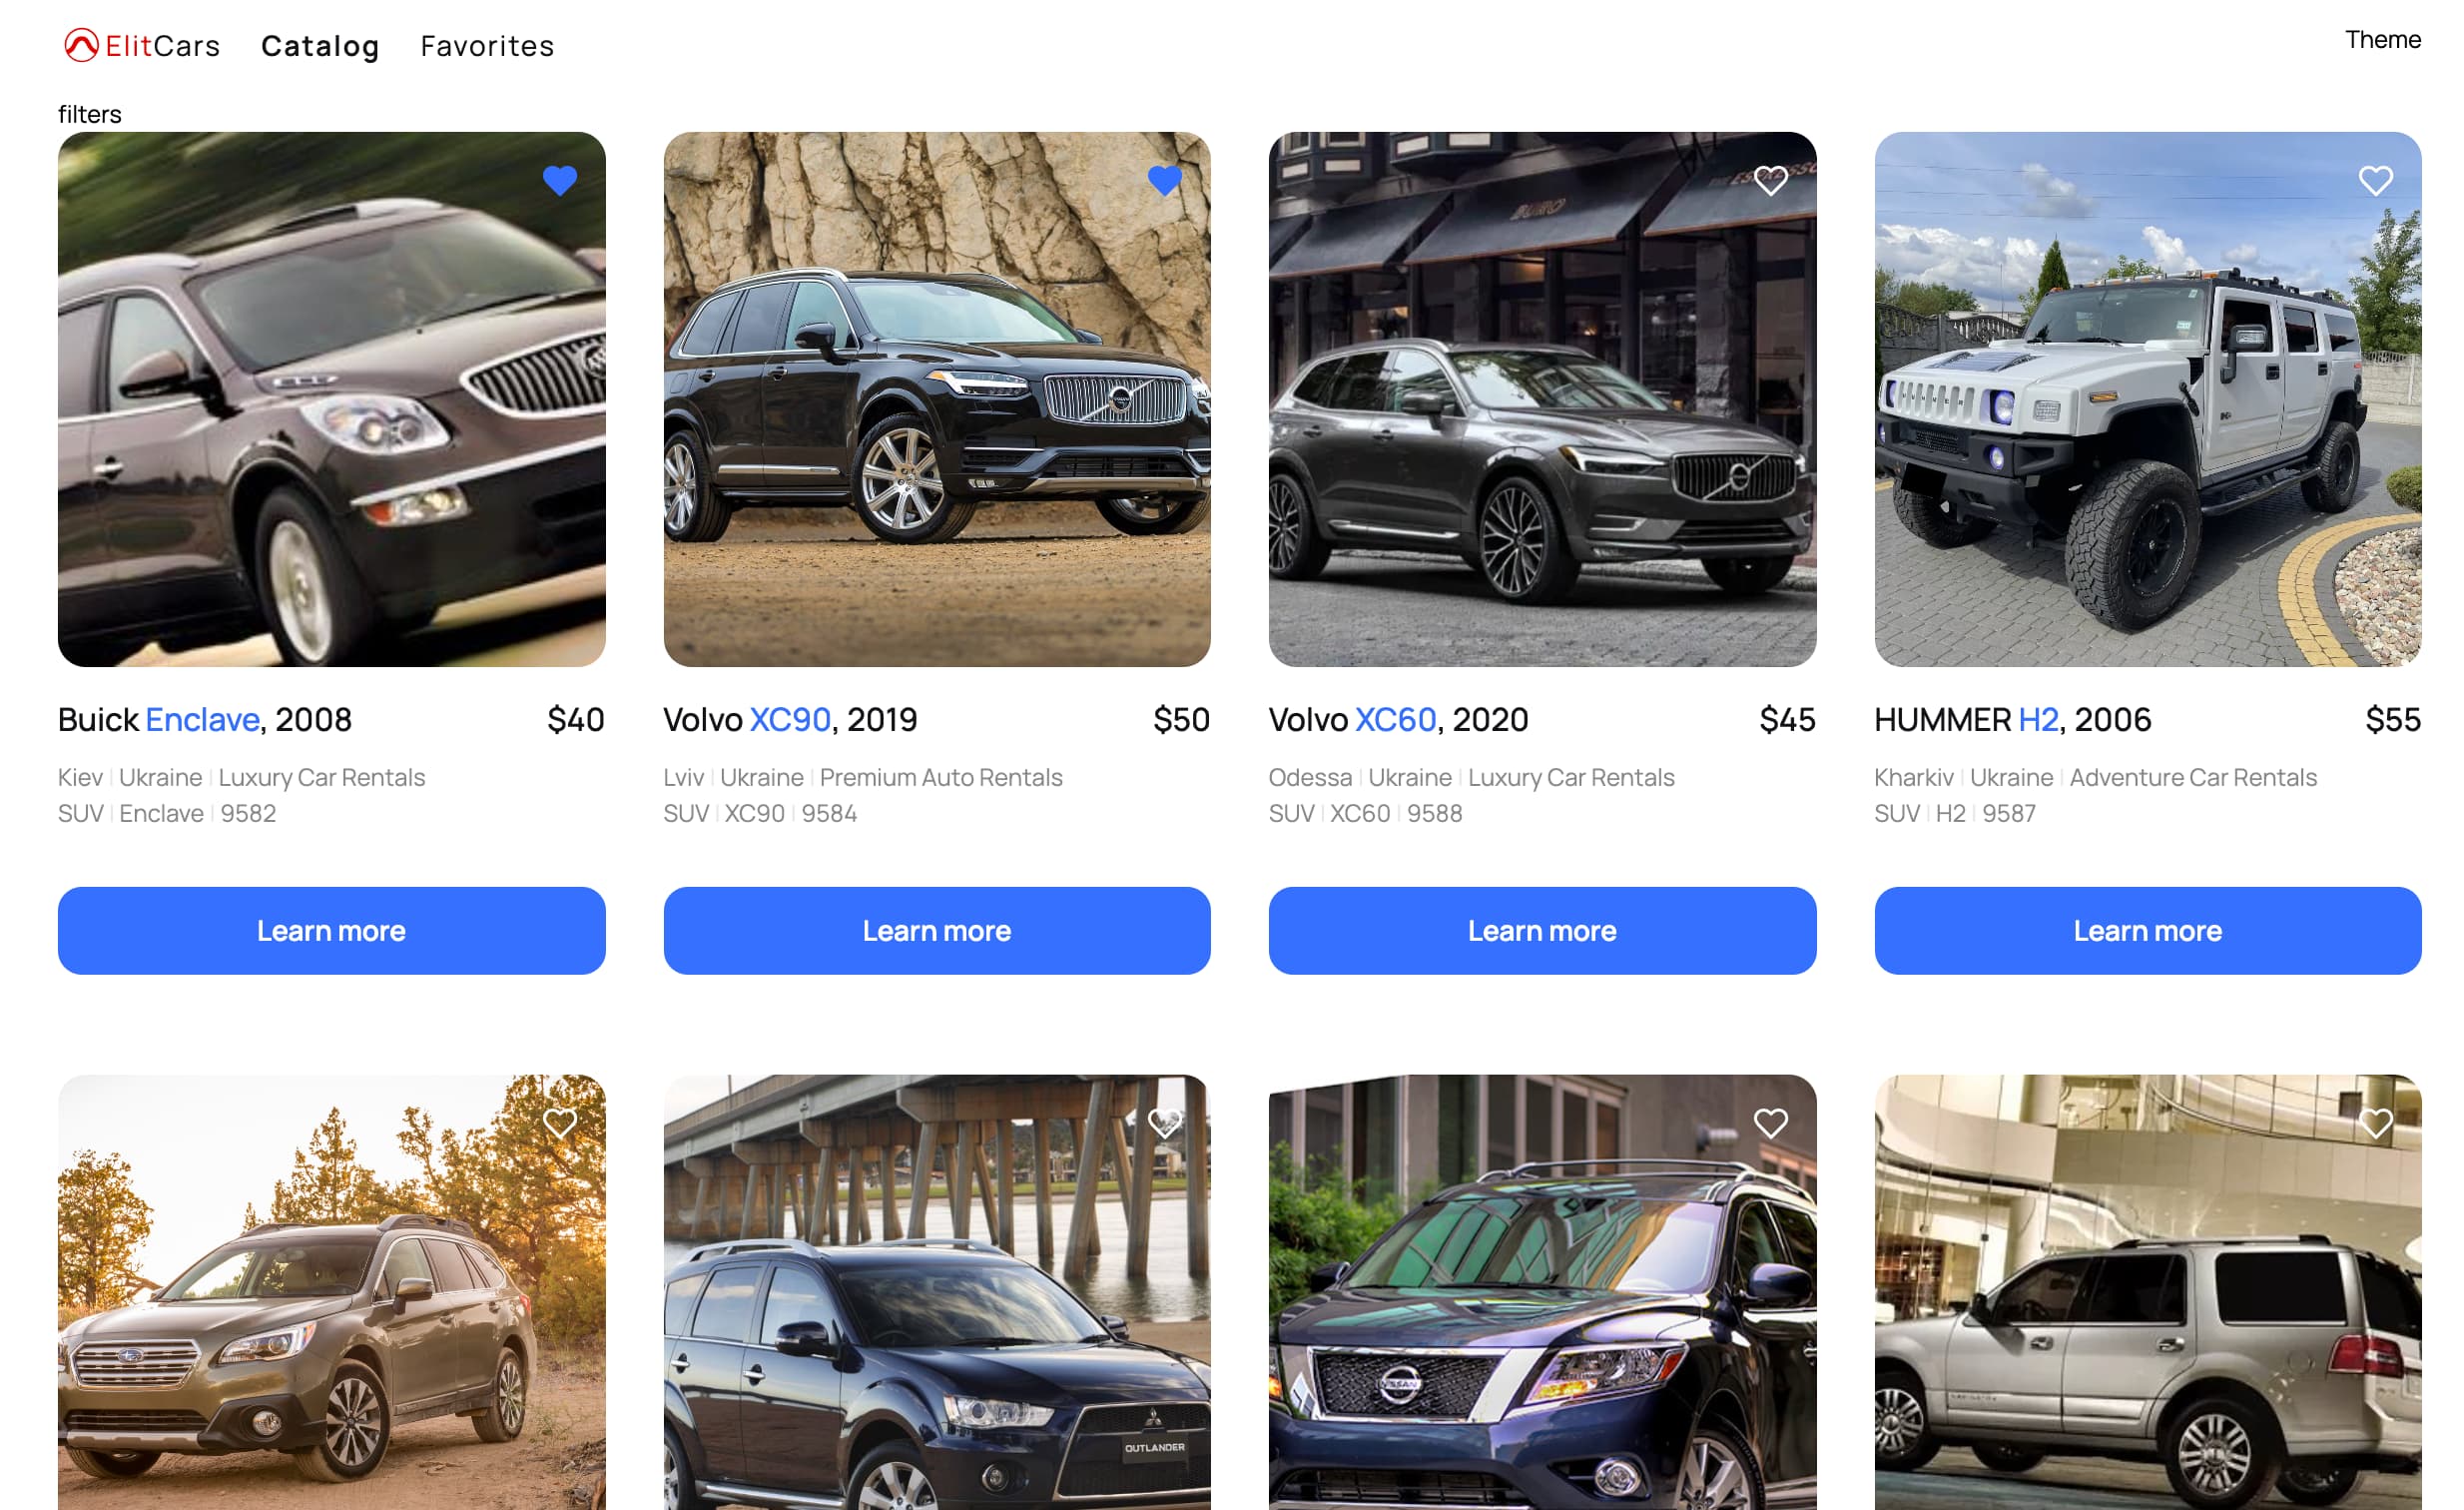 ElitCars Catalog Favorites Theme
filters
BURO
ESPRESSO
Buick Enclave, 2008 $40
Kiev | Ukraine | Luxury Car Rentals
SUV | Enclave | 9582
Learn more
Volvo XC90, 2019 $50
Lviv | Ukraine | Premium Auto Rentals
SUV | XC90 | 9584
Learn more
Volvo XC60, 2020 $45
Odessa | Ukraine | Luxury Car Rentals
SUV | XC60 | 9588
Learn more
HUMMER H2, 2006 $55
Kharkiv | Ukraine | Adventure Car Rentals
SUV | H2 | 9587
Learn more
OUTLANDER
NISSAN